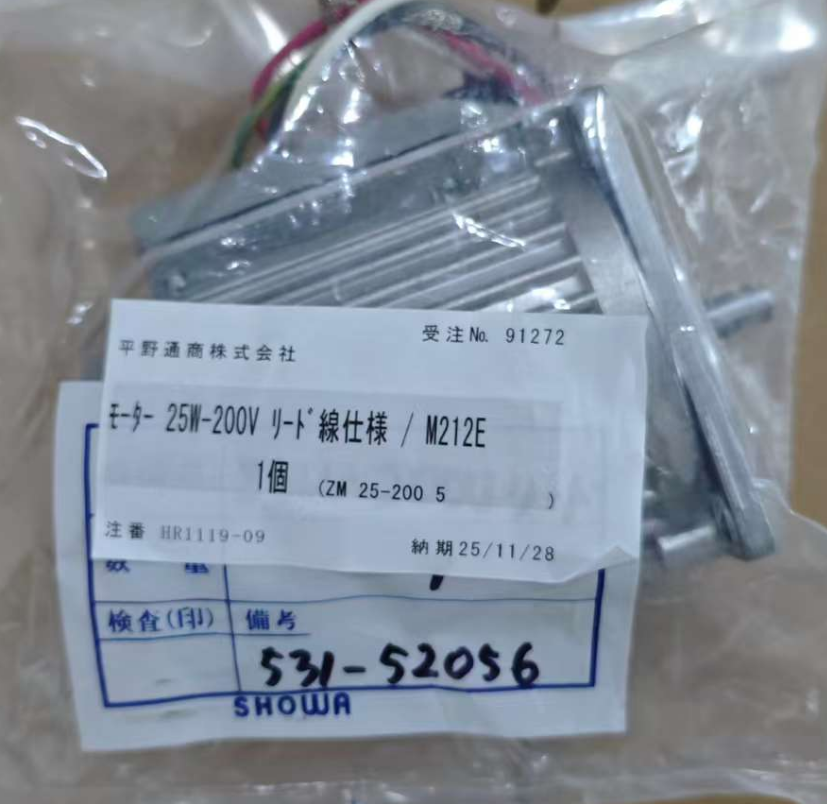 受注No. 91272
平野通商株式会社
ﾓｰﾀｰ 25W-200V ﾘｰﾄﾞ線仕様 / M212E
1個 (ZM 25-200 5 )
注番 HR1119-09
納期25/11/28
数量
検査(印) 備考
531-52056
SHOWA